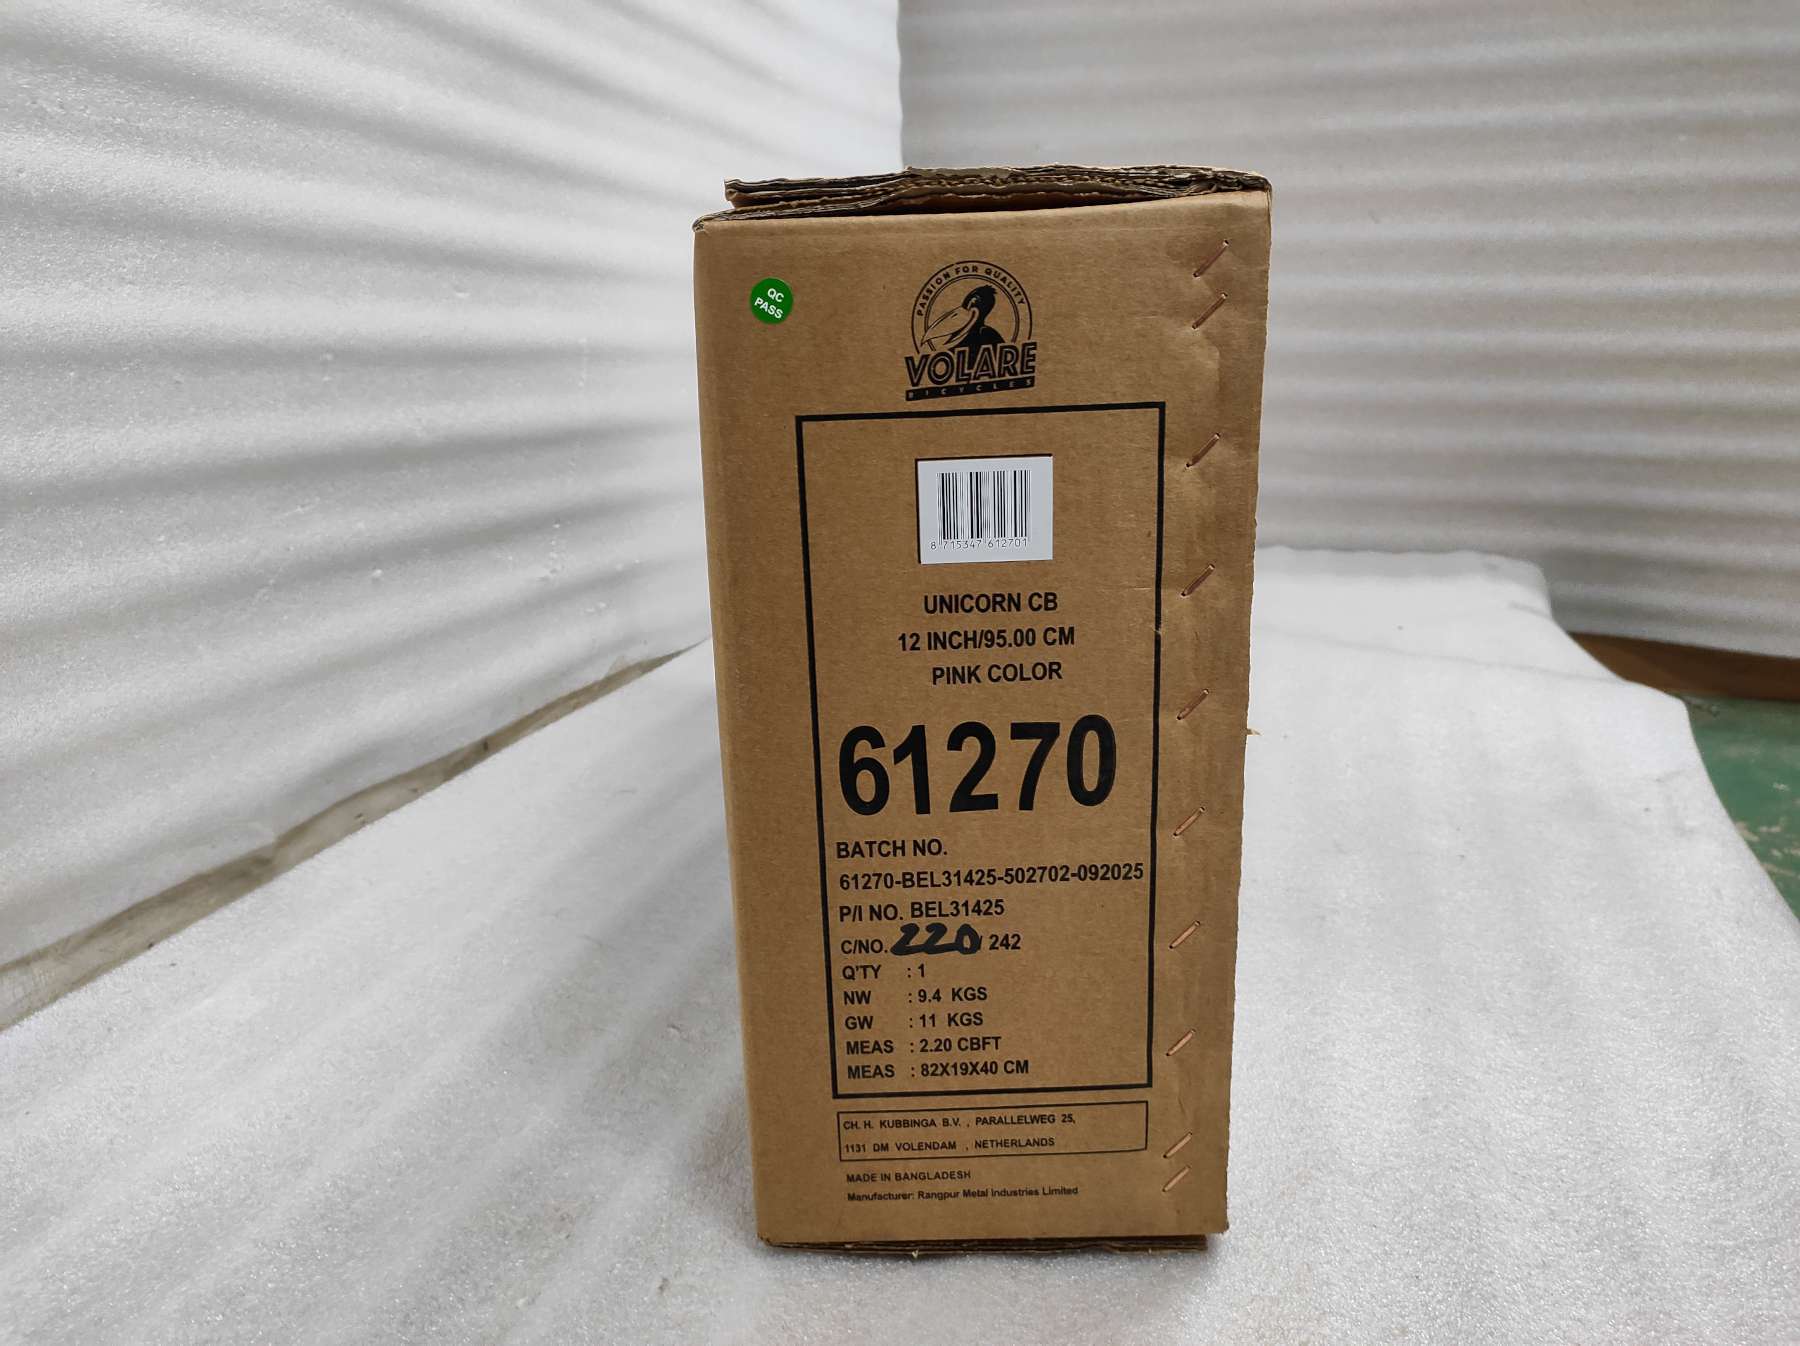 QC
PASS
PASSION FOR QUALITY
VOLARE
BICYCLES
8 715347 612701
UNICORN CB
12 INCH/95.00 CM
PINK COLOR
61270
BATCH NO.
61270-BEL31425-502702-092025
P/I NO. BEL31425
C/NO. 220/ 242
Q'TY : 1
NW : 9.4 KGS
GW : 11 KGS
MEAS : 2.20 CBFT
MEAS : 82X19X40 CM
CH. H. KUBBINGA B.V. , PARALLELWEG 25,
1131 DM VOLENDAM , NETHERLANDS
MADE IN BANGLADESH
Manufacturer: Rangpur Metal Industries Limited